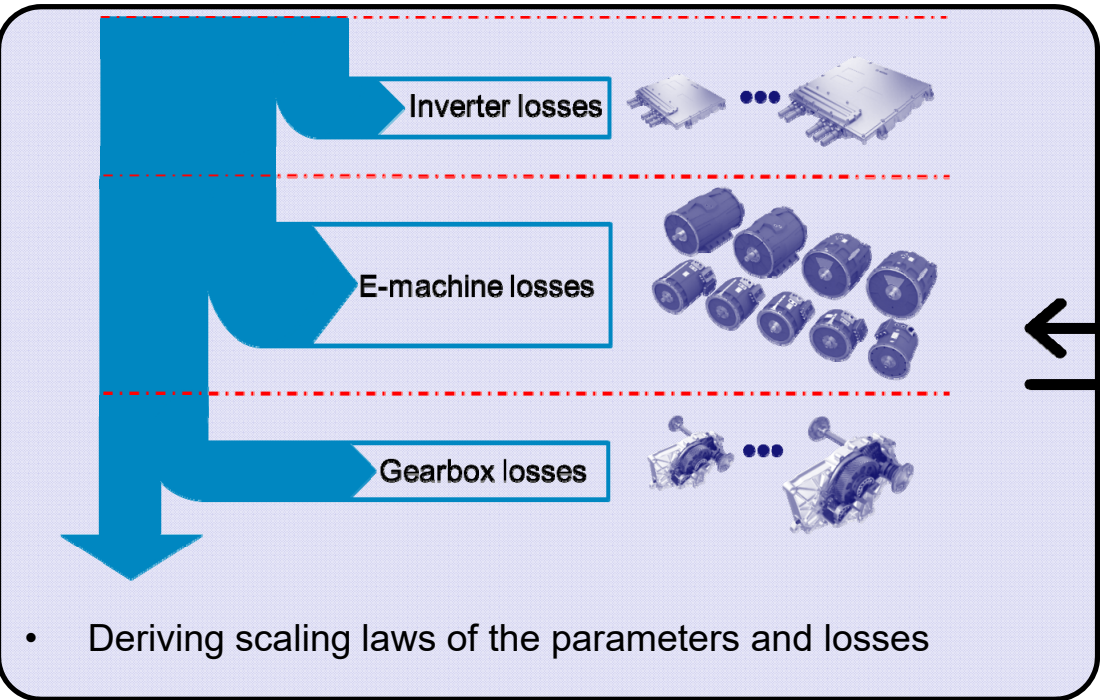 Inverter losses
E-machine losses
Gearbox losses
• Deriving scaling laws of the parameters and losses